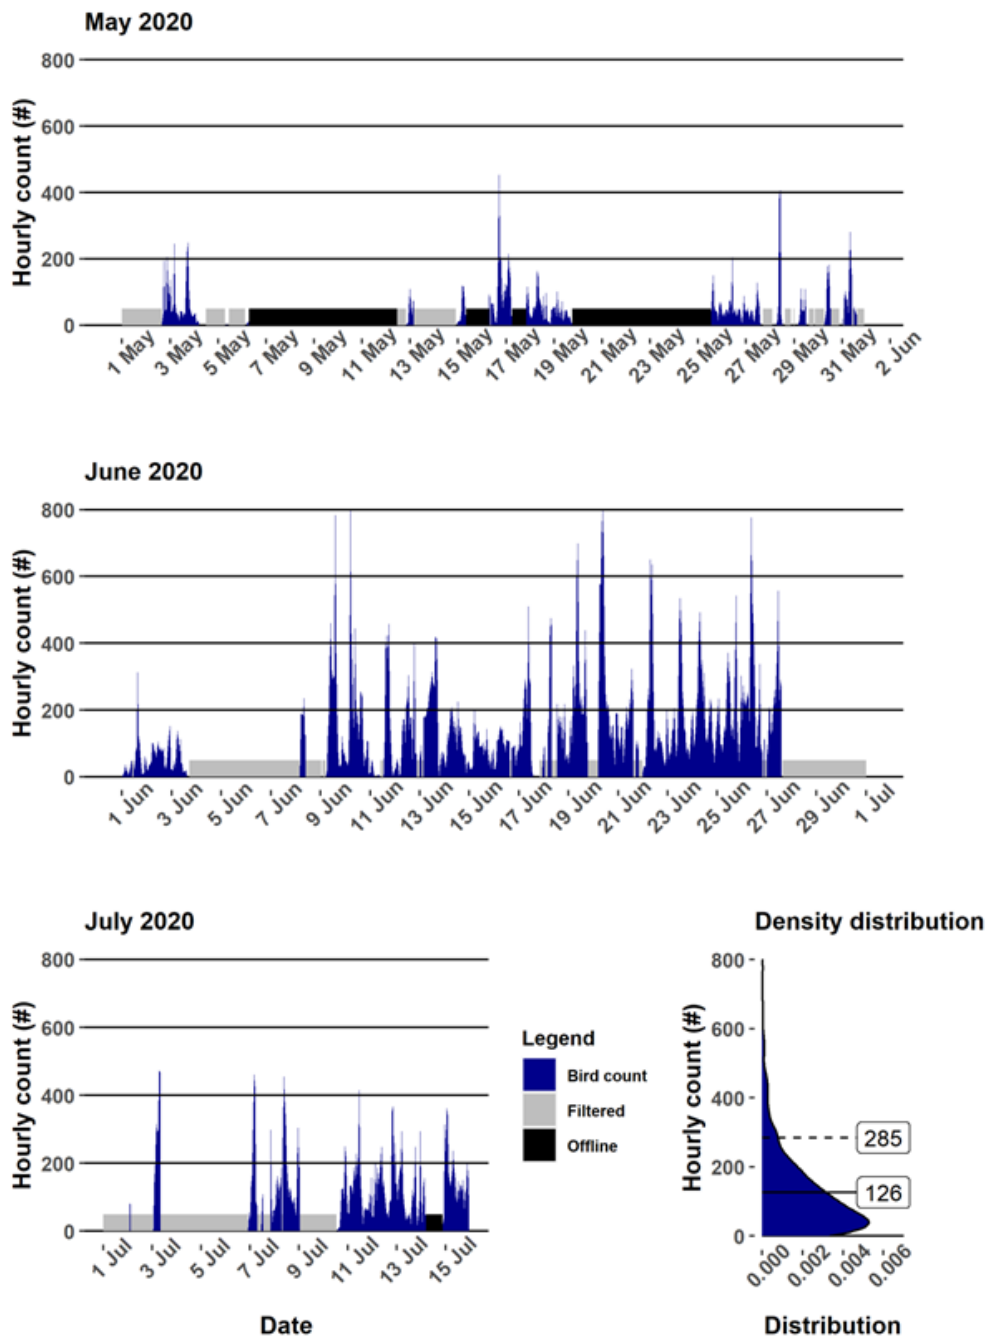 May 2020
Hourly count (#)
800
600
400
200
0
1 May 3 May 5 May 7 May 9 May 11 May 13 May 15 May 17 May 19 May 21 May 23 May 25 May 27 May 29 May 31 May 2 Jun
June 2020
Hourly count (#)
800
600
400
200
0
1 Jun 3 Jun 5 Jun 7 Jun 9 Jun 11 Jun 13 Jun 15 Jun 17 Jun 19 Jun 21 Jun 23 Jun 25 Jun 27 Jun 29 Jun 1 Jul
July 2020
Hourly count (#)
800
600
400
200
0
1 Jul 3 Jul 5 Jul 7 Jul 9 Jul 11 Jul 13 Jul 15 Jul
Date
Legend
Bird count
Filtered
Offline
Density distribution
Hourly count (#)
800
600
400
200
0
285
126
0.000 0.002 0.004 0.006
Distribution